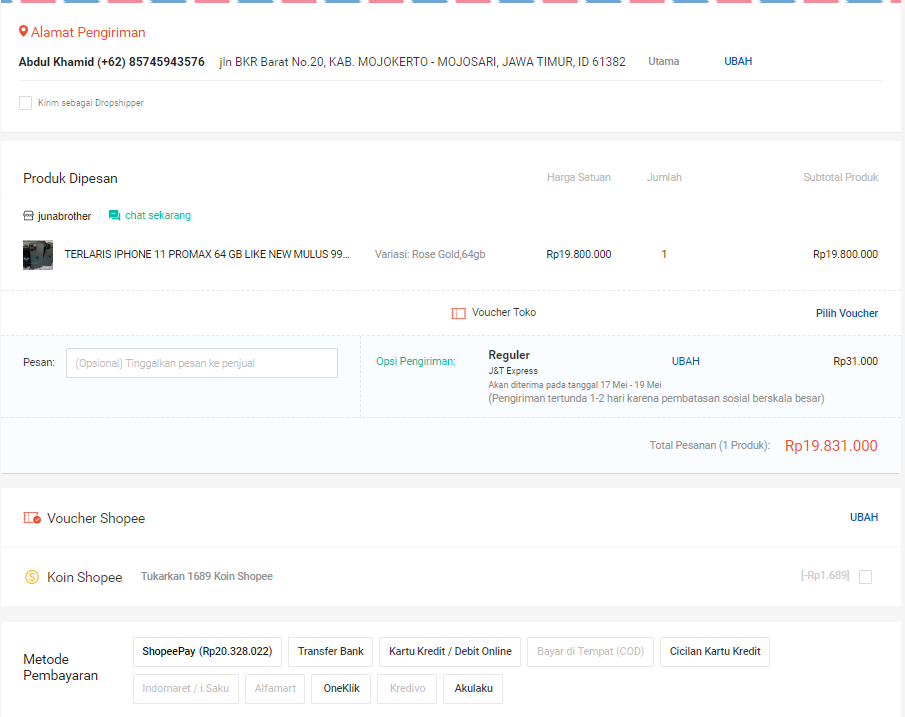 Alamat Pengiriman
Abdul Khamid (+62) 85745943576 jln BKR Barat No.20, KAB. MOJOKERTO - MOJOSARI, JAWA TIMUR, ID 61382 Utama UBAH
Kirim sebagai Dropshipper
Produk Dipesan Harga Satuan Jumlah Subtotal Produk
junabrother chat sekarang
TERLARIS IPHONE 11 PROMAX 64 GB LIKE NEW MULUS 99... Variasi: Rose Gold,64gb Rp19.800.000 1 Rp19.800.000
Voucher Toko Pilih Voucher
Pesan: (Opsional) Tinggalkan pesan ke penjual Opsi Pengiriman: Reguler UBAH Rp31.000
J&T Express
Akan diterima pada tanggal 17 Mei - 19 Mei
(Pengiriman tertunda 1-2 hari karena pembatasan sosial berskala besar)
Total Pesanan (1 Produk): Rp19.831.000
Voucher Shopee UBAH
Koin Shopee Tukarkan 1689 Koin Shopee [-Rp1.689]
Metode Pembayaran
ShopeePay (Rp20.328.022) Transfer Bank Kartu Kredit / Debit Online Bayar di Tempat (COD) Cicilan Kartu Kredit
Indomaret / i.Saku Alfamart OneKlik Kredivo Akulaku